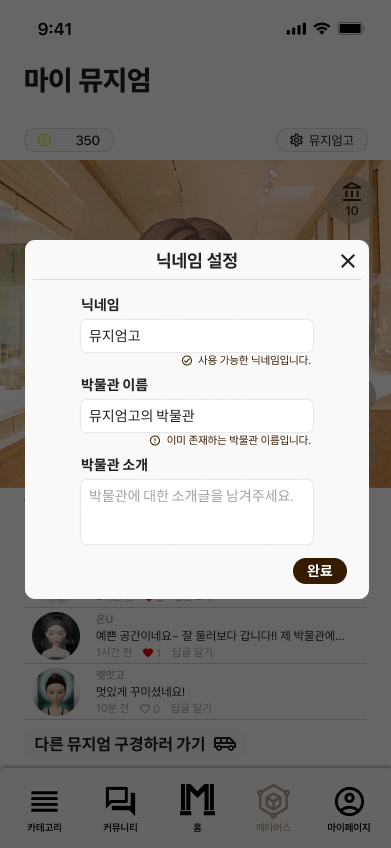 9:41
마이 뮤지엄
350
뮤지엄고
10
닉네임 설정
닉네임
뮤지엄고
사용 가능한 닉네임입니다.
박물관 이름
뮤지엄고의 박물관
이미 존재하는 박물관 이름입니다.
박물관 소개
박물관에 대한 소개글을 남겨주세요.
완료
온U
예쁜 공간이네요~ 잘 둘러보다 갑니다!! 제 박물관에...
1시간 전 1 답글 달기
렛잇고
멋있게 꾸미셨네요!
10분 전 0 답글 달기
다른 뮤지엄 구경하러 가기
카테고리
커뮤니티
홈
메타버스
마이페이지